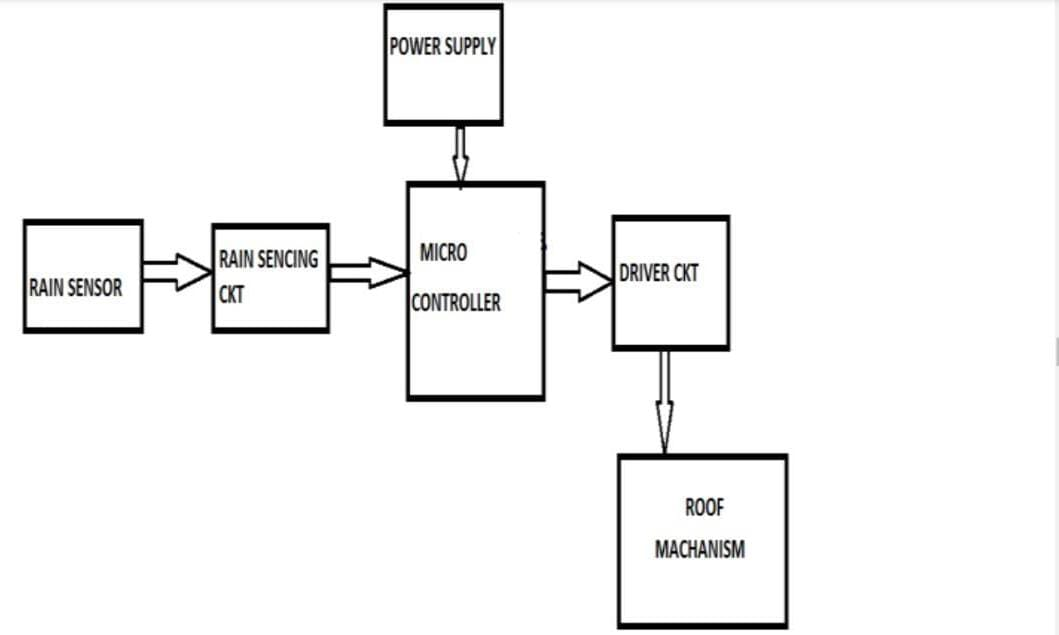 POWER SUPPLY
RAIN SENSOR
RAIN SENCING
CKT
MICRO
CONTROLLER
DRIVER CKT
ROOF
MACHANISM